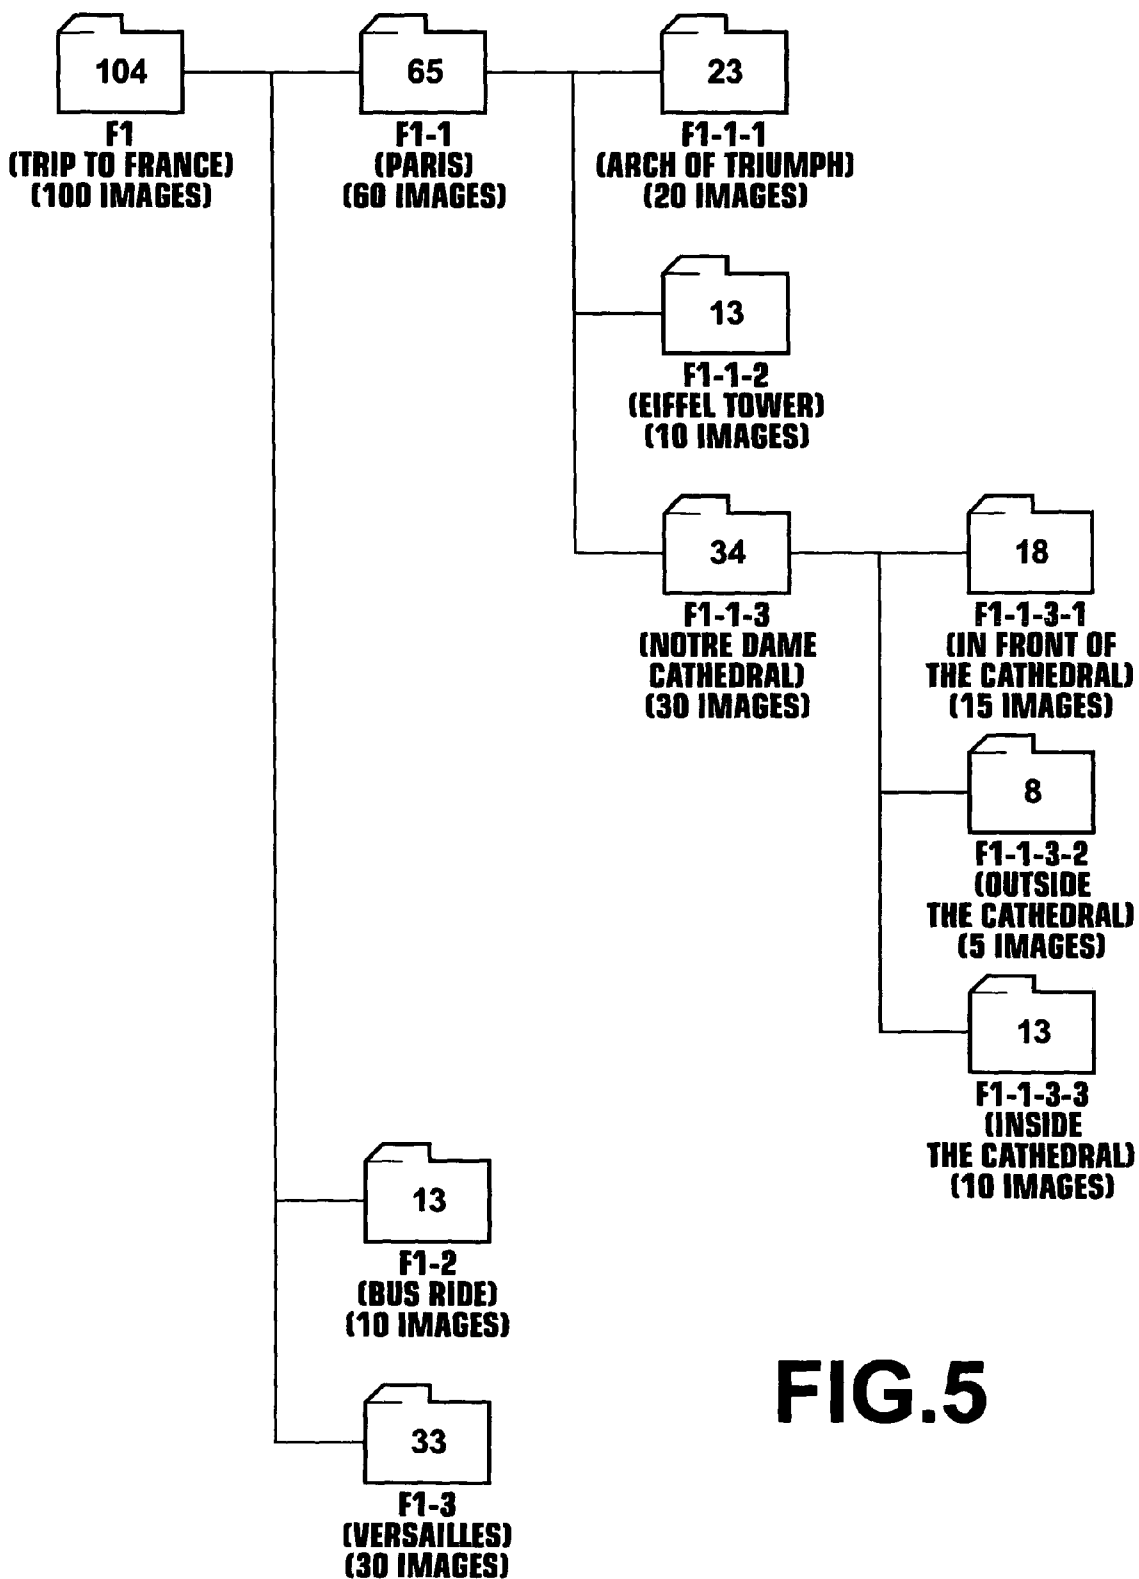 104
F1
(TRIP TO FRANCE)
(100 IMAGES)
65
F1-1
(PARIS)
(60 IMAGES)
23
F1-1-1
(ARCH OF TRIUMPH)
(20 IMAGES)
13
F1-1-2
(EIFFEL TOWER)
(10 IMAGES)
34
F1-1-3
(NOTRE DAME
CATHEDRAL)
(30 IMAGES)
18
F1-1-3-1
(IN FRONT OF
THE CATHEDRAL)
(15 IMAGES)
8
F1-1-3-2
(OUTSIDE
THE CATHEDRAL)
(5 IMAGES)
13
F1-1-3-3
(INSIDE
THE CATHEDRAL)
(10 IMAGES)
13
F1-2
(BUS RIDE)
(10 IMAGES)
33
F1-3
(VERSAILLES)
(30 IMAGES)
FIG.5